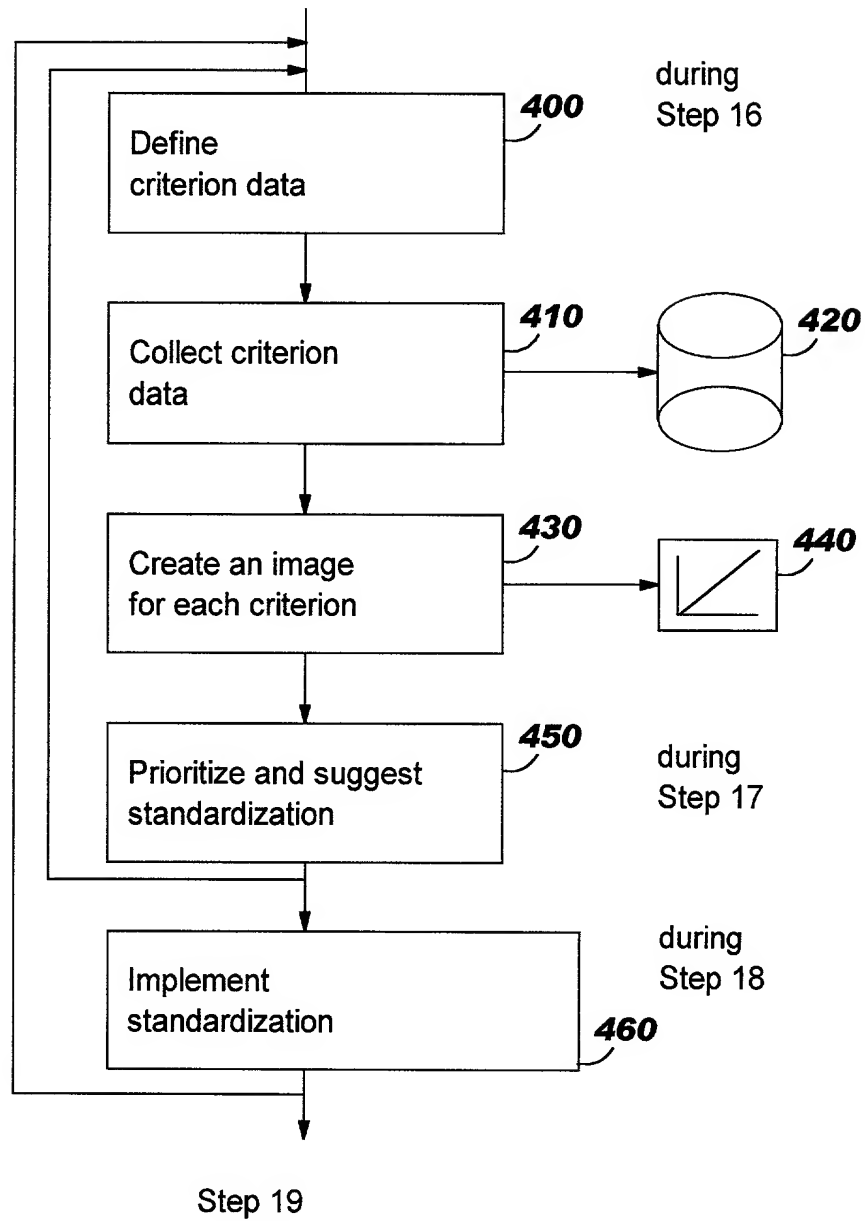 during
Step 16
400
Define
criterion data
410
420
Collect criterion
data
430
440
Create an image
for each criterion
450
during
Step 17
Prioritize and suggest
standardization
during
Step 18
Implement
standardization
460
Step 19